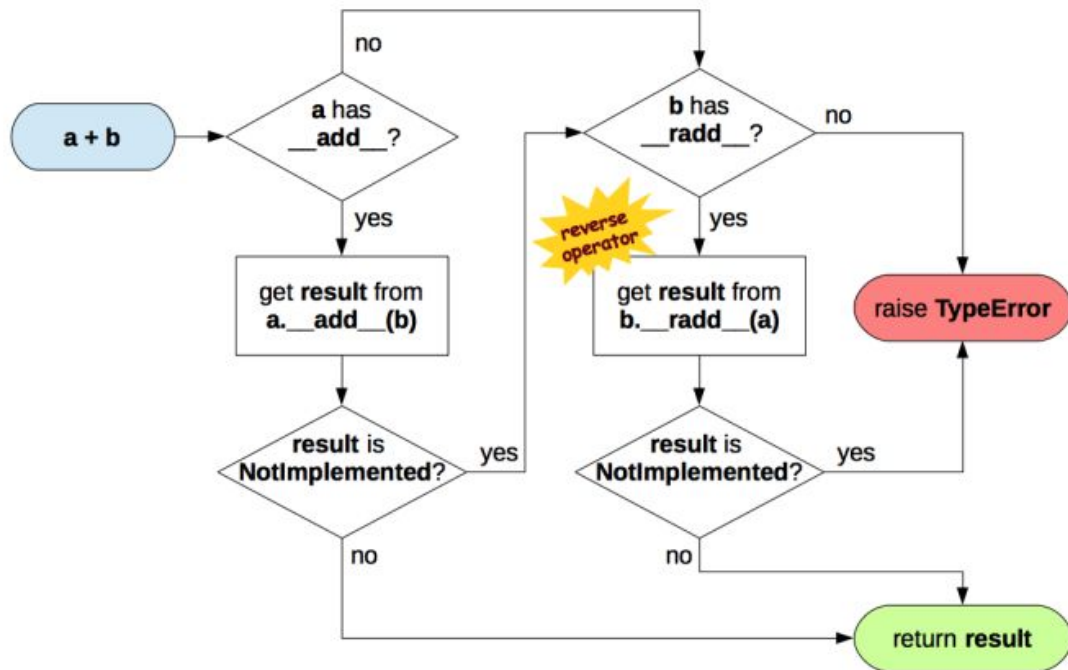 no
a + b
a has
__add__?
b has
__radd__?
no
yes
yes
reverse
operator
get result from
a.__add__(b)
get result from
b.__radd__(a)
raise TypeError
result is
NotImplemented?
yes
result is
NotImplemented?
yes
no
no
return result